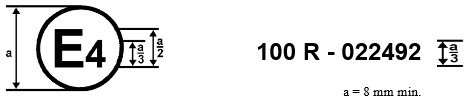 a E4 a/3 a/2 100 R - 022492 a/3
a = 8 mm min.